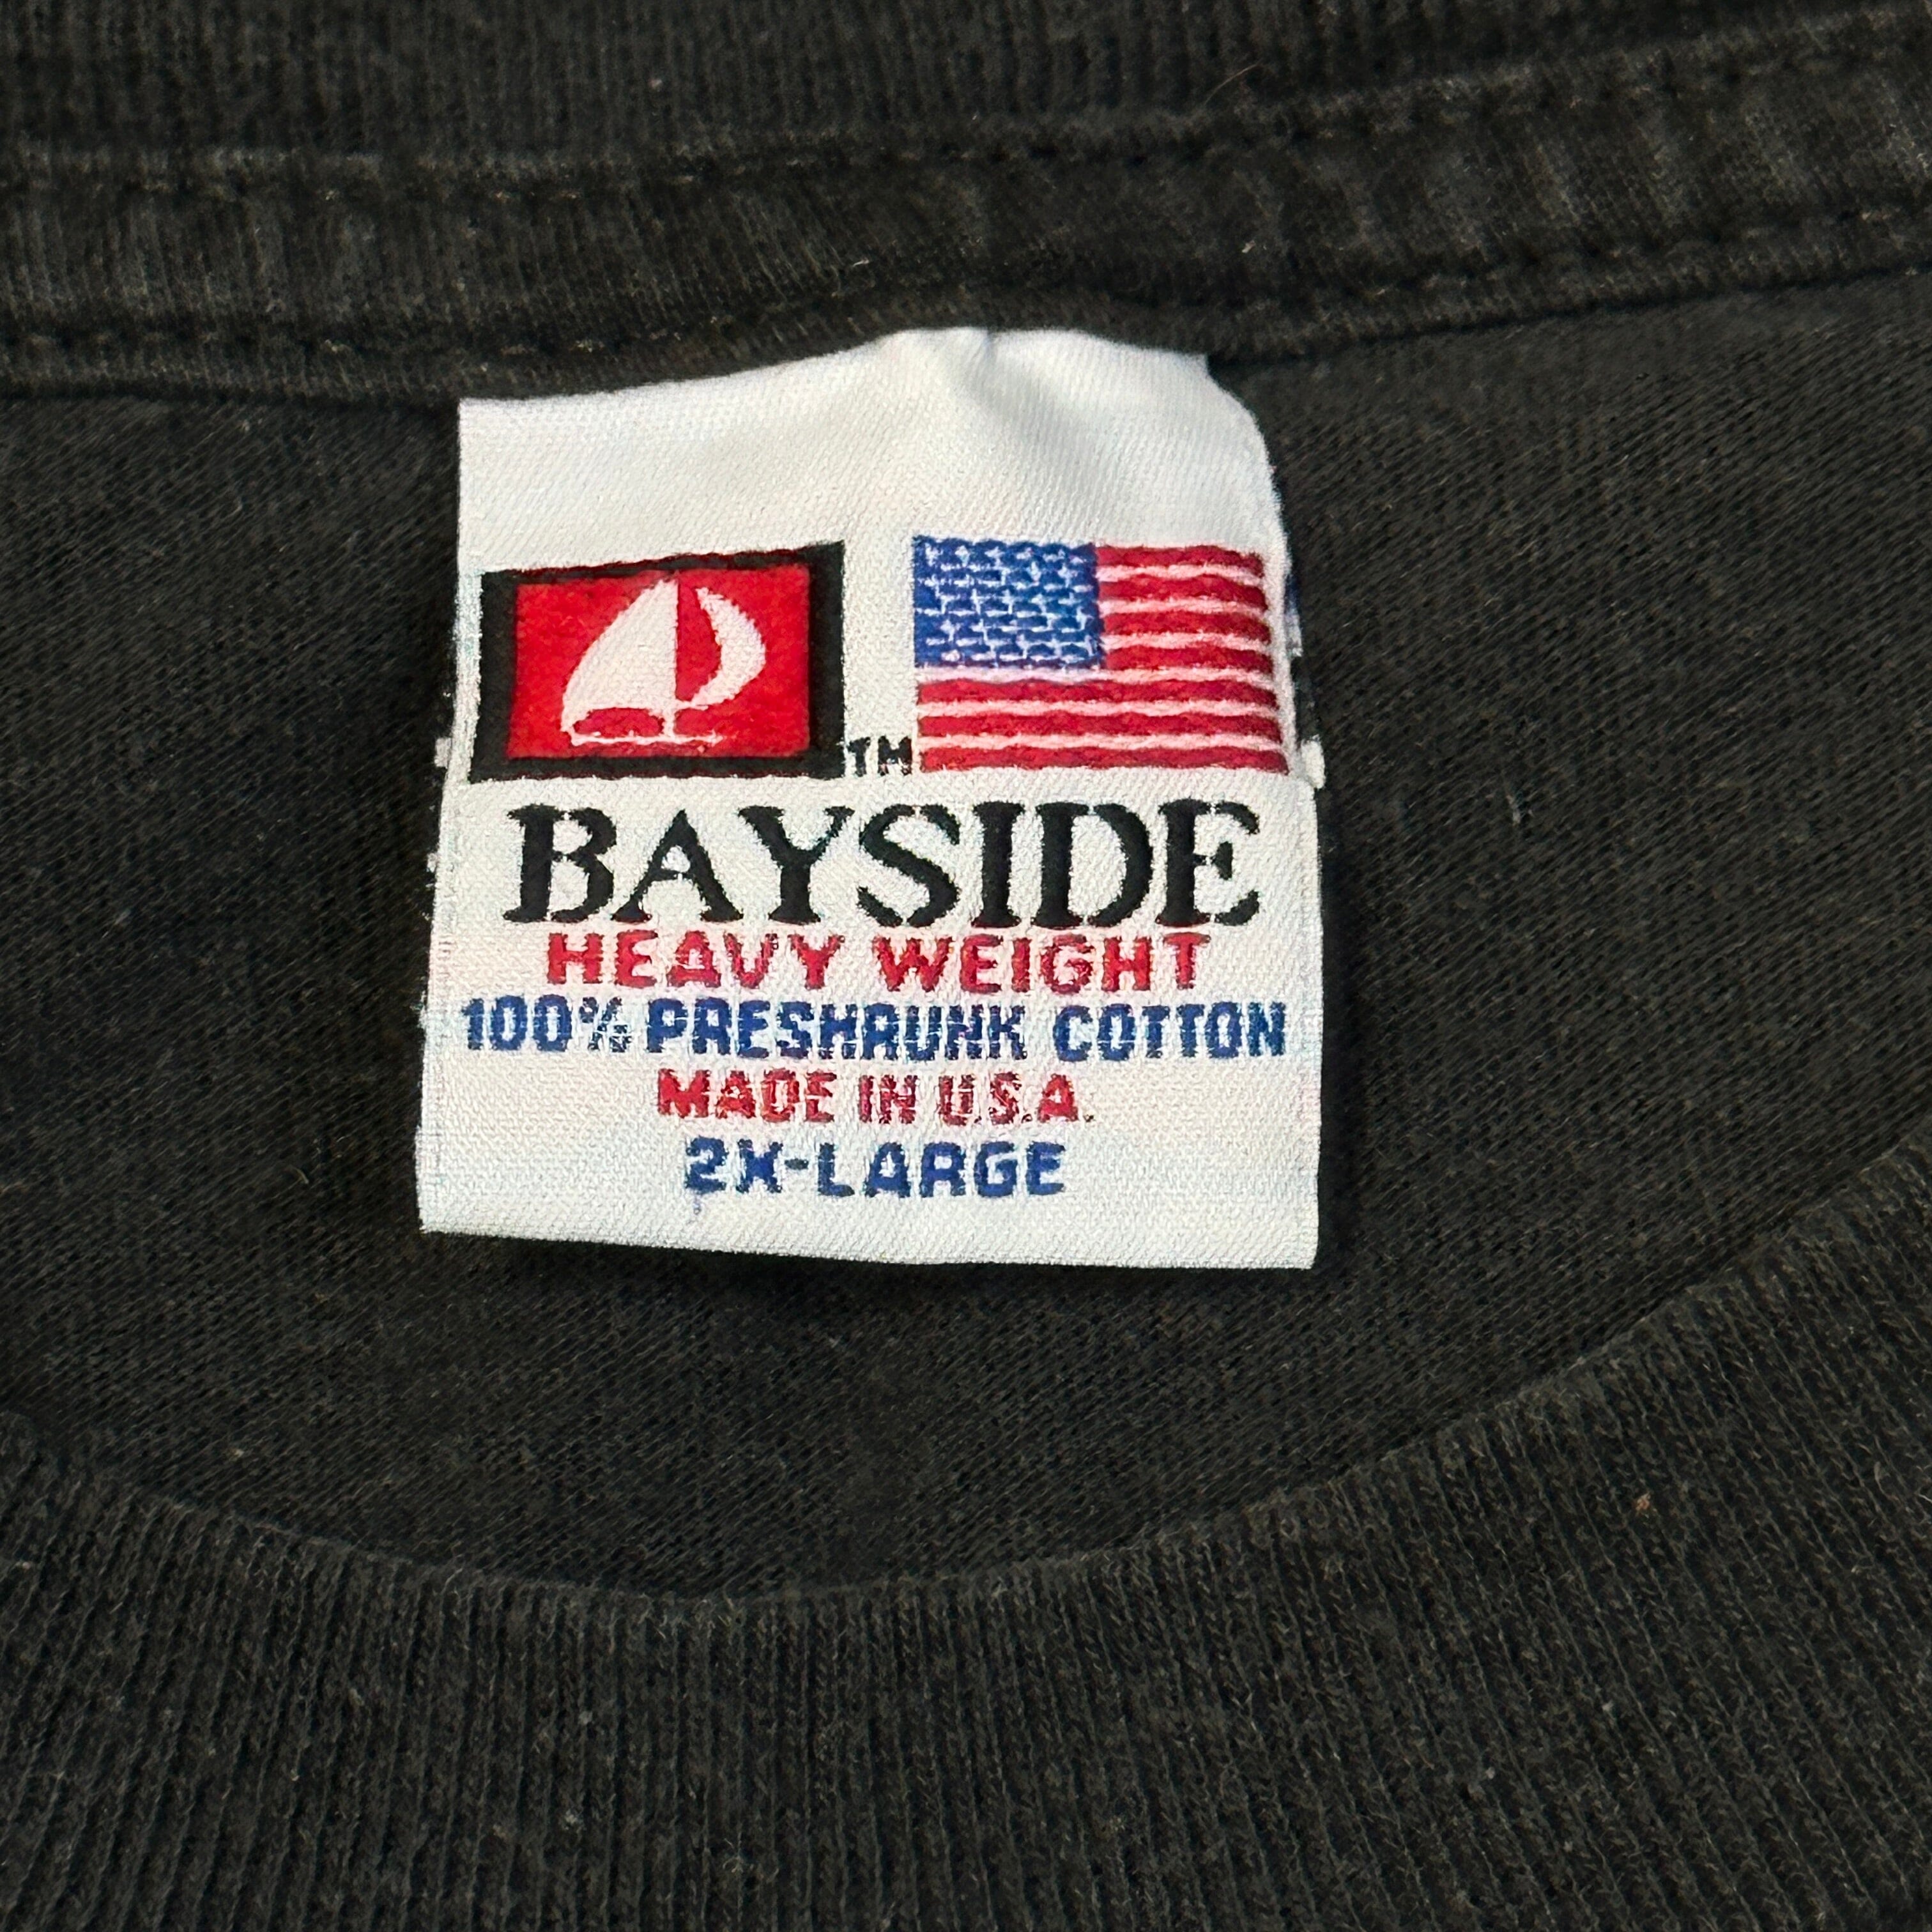 TM
BAYSIDE
HEAVY WEIGHT
100% PRESHRUNK COTTON
MADE IN U.S.A.
2X-LARGE